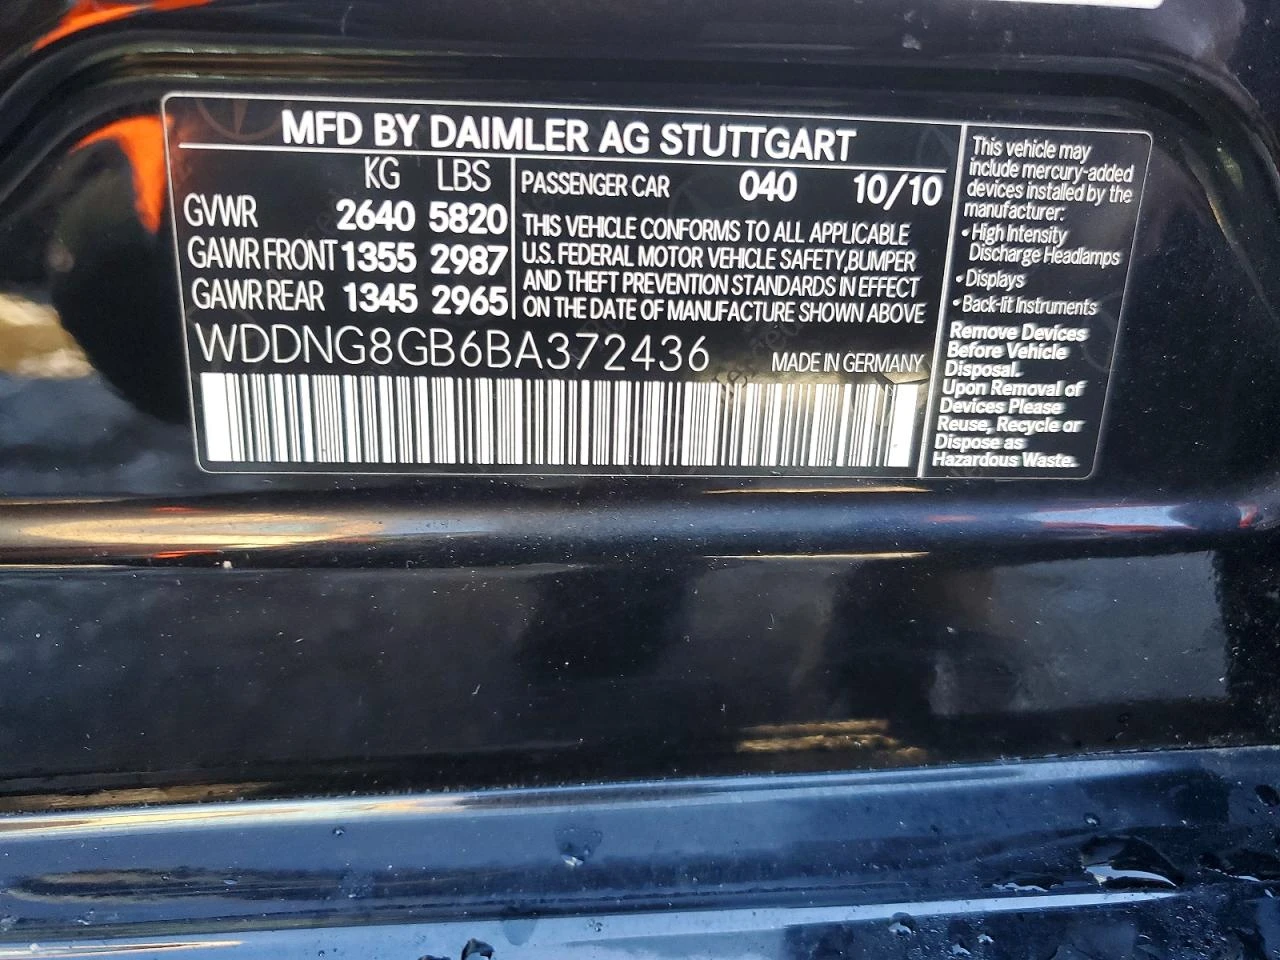 MFD BY DAIMLER AG STUTTGART
KG LBS
GVWR 2640 5820
GAWR FRONT 1355 2987
GAWR REAR 1345 2965
PASSENGER CAR 040 10/10
THIS VEHICLE CONFORMS TO ALL APPLICABLE
U.S. FEDERAL MOTOR VEHICLE SAFETY,BUMPER
AND THEFT PREVENTION STANDARDS IN EFFECT
ON THE DATE OF MANUFACTURE SHOWN ABOVE
WDDNG8GB6BA372436
MADE IN GERMANY
This vehicle may
include mercury-added
devices installed by the
manufacturer:
• High Intensity
Discharge Headlamps
• Displays
• Back-lit Instruments
Remove Devices
Before Vehicle
Disposal.
Upon Removal of
Devices Please
Reuse, Recycle or
Dispose as
Hazardous Waste.